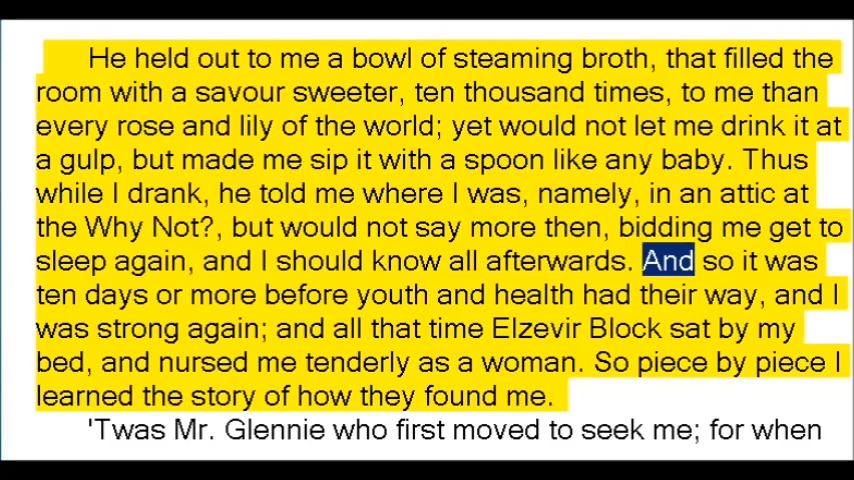 He held out to me a bowl of steaming broth, that filled the
room with a savour sweeter, ten thousand times, to me than
every rose and lily of the world; yet would not let me drink it at
a gulp, but made me sip it with a spoon like any baby. Thus
while I drank, he told me where I was, namely, in an attic at
the Why Not?, but would not say more then, bidding me get to
sleep again, and I should know all afterwards. And so it was
ten days or more before youth and health had their way, and I
was strong again; and all that time Elzevir Block sat by my
bed, and nursed me tenderly as a woman. So piece by piece I
learned the story of how they found me.
'Twas Mr. Glennie who first moved to seek me; for when